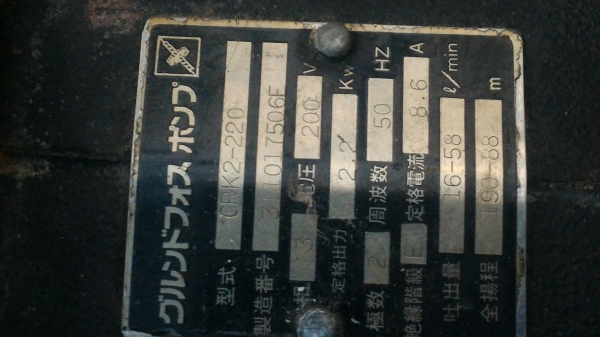 グルンドフォス ポンプ
型式 CRK2-220
製造番号 3111017506F
3 電圧 200 V
定格出力 2.2 Kw
極数 2 周波数 50 HZ
絶縁階級 定格電流 8.6 A
吐出量 16-58 ℓ/min
全揚程 190-88 m